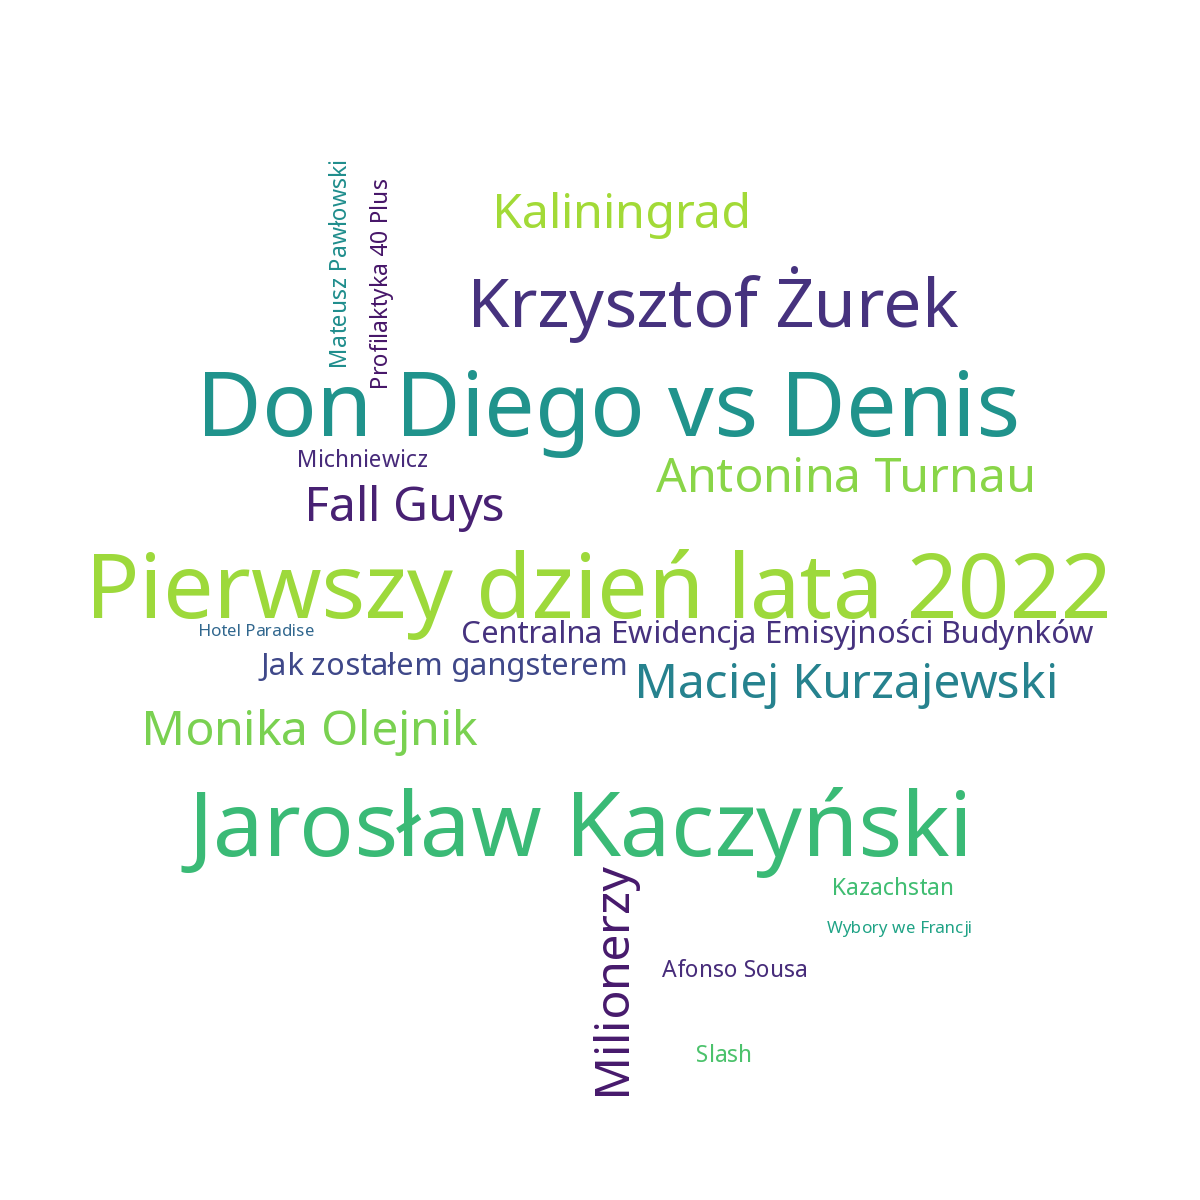 Mateusz Pawłowski
Profilaktyka 40 Plus
Kaliningrad
Krzysztof Żurek
Don Diego vs Denis
Michniewicz
Antonina Turnau
Fall Guys
Pierwszy dzień lata 2022
Hotel Paradise
Centralna Ewidencja Emisyjności Budynków
Jak zostałem gangsterem
Maciej Kurzajewski
Monika Olejnik
Jarosław Kaczyński
Milionerzy
Kazachstan
Wybory we Francji
Afonso Sousa
Slash